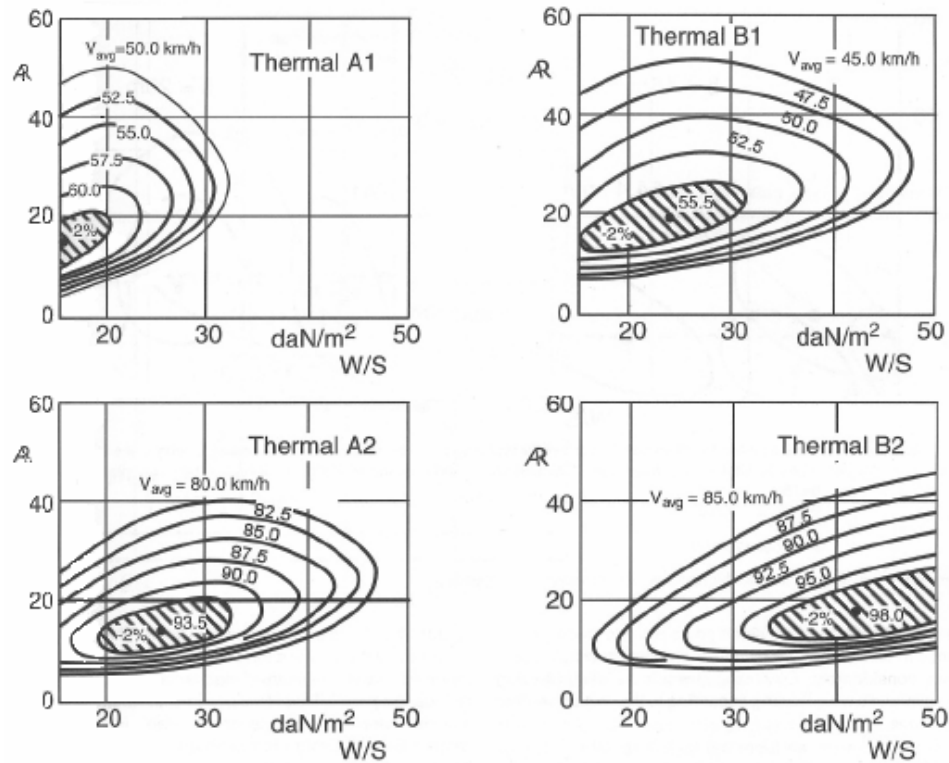 60
V_avg=50.0 km/h
Thermal A1
AR
52.5
40
55.0
57.5
60.0
20
-2%
0
20
30
daN/m²
50
W/S
60
Thermal B1
V_avg = 45.0 km/h
AR
47.5
40
50.0
52.5
20
55.5
-2%
0
20
30
daN/m²
50
W/S
60
Thermal A2
AR
V_avg = 80.0 km/h
82.5
40
85.0
87.5
90.0
20
93.5
-2%
0
20
30
daN/m²
50
W/S
60
Thermal B2
AR
V_avg = 85.0 km/h
40
87.5
90.0
92.5
95.0
20
-2%
98.0
0
20
30
daN/m²
50
W/S